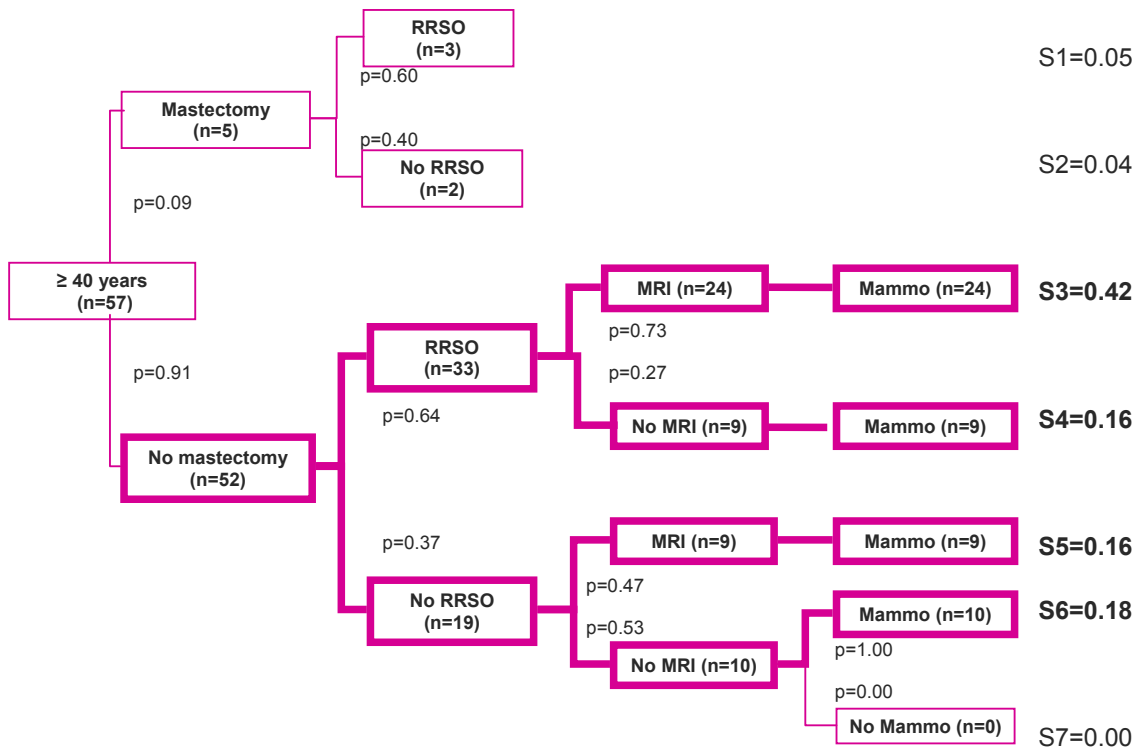 RRSO
(n=3)
S1=0.05
p=0.60
Mastectomy
(n=5)
p=0.40
No RRSO
(n=2)
S2=0.04
p=0.09
≥ 40 years
(n=57)
MRI (n=24)
Mammo (n=24)
S3=0.42
p=0.73
RRSO
(n=33)
p=0.27
p=0.91
p=0.64
No MRI (n=9)
Mammo (n=9)
S4=0.16
No mastectomy
(n=52)
p=0.37
MRI (n=9)
Mammo (n=9)
S5=0.16
p=0.47
No RRSO
(n=19)
p=0.53
Mammo (n=10)
S6=0.18
No MRI (n=10)
p=1.00
p=0.00
No Mammo (n=0)
S7=0.00